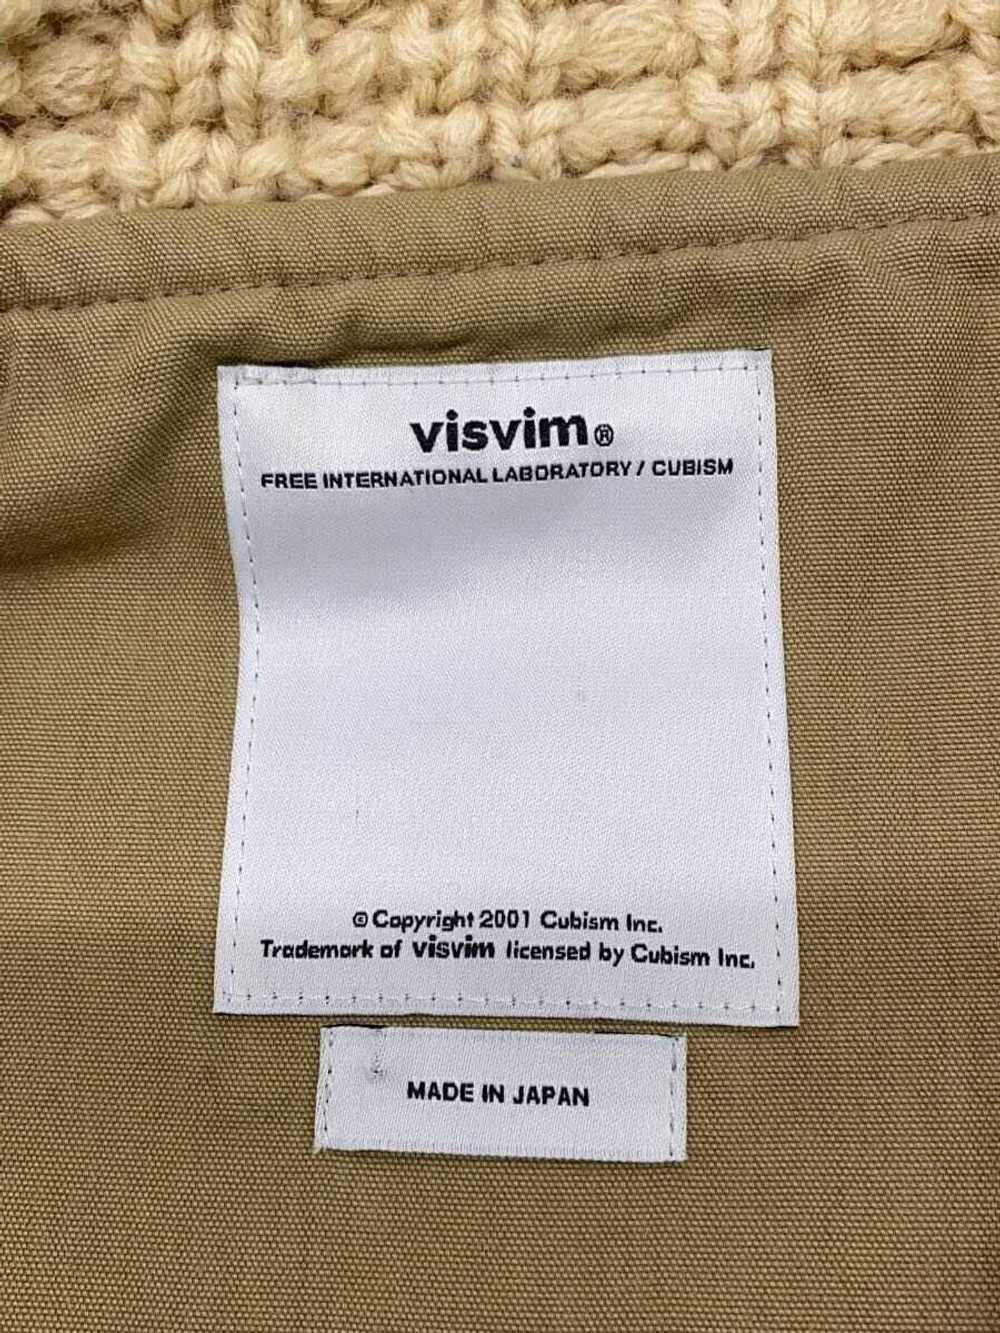 visvim®
FREE INTERNATIONAL LABORATORY / CUBISM
© Copyright 2001 Cubism Inc.
Trademark of visvim licensed by Cubism Inc.
MADE IN JAPAN